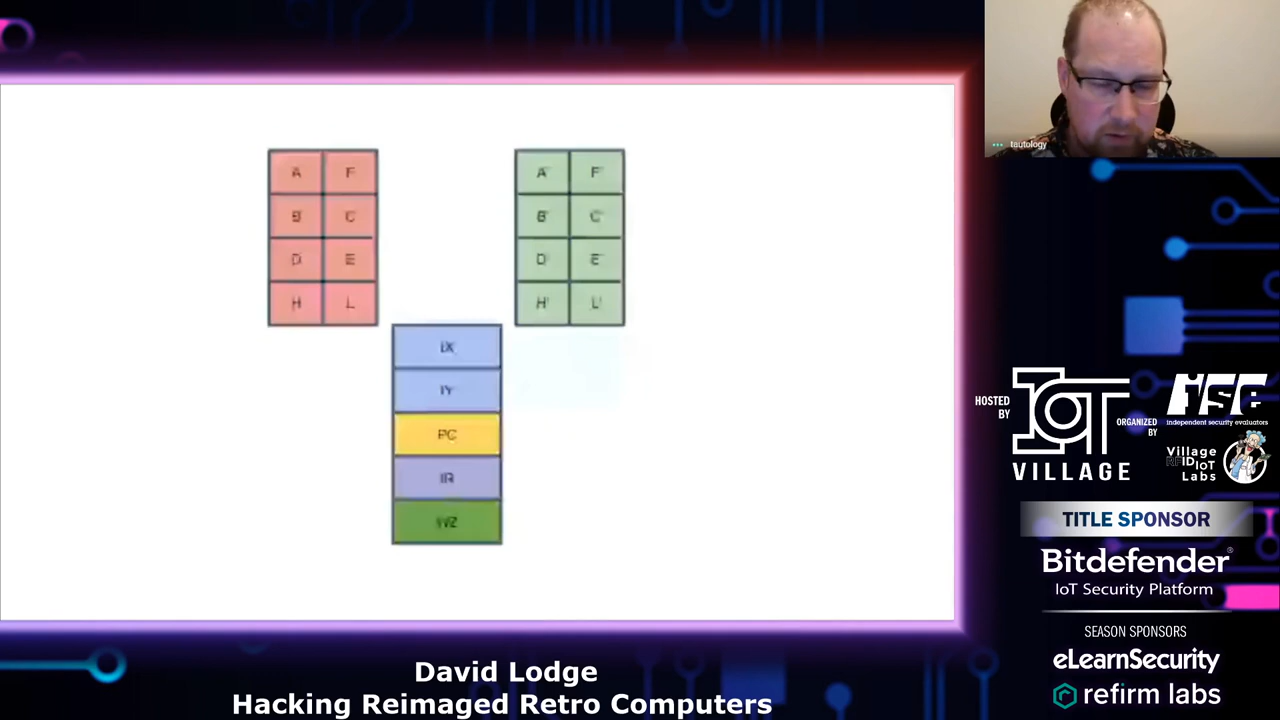 A F
B C
D E
H L
A' F'
B' C'
D' E'
H' L'
IX
IY
PC
IR
WZ
tautology
HOSTED BY
IOT
VILLAGE
ORGANIZED BY
ISE
independent security evaluators
Village
RFID IoT
Labs
TITLE SPONSOR
Bitdefender®
IoT Security Platform
SEASON SPONSORS
eLearnSecurity
refirm labs
David Lodge
Hacking Reimaged Retro Computers